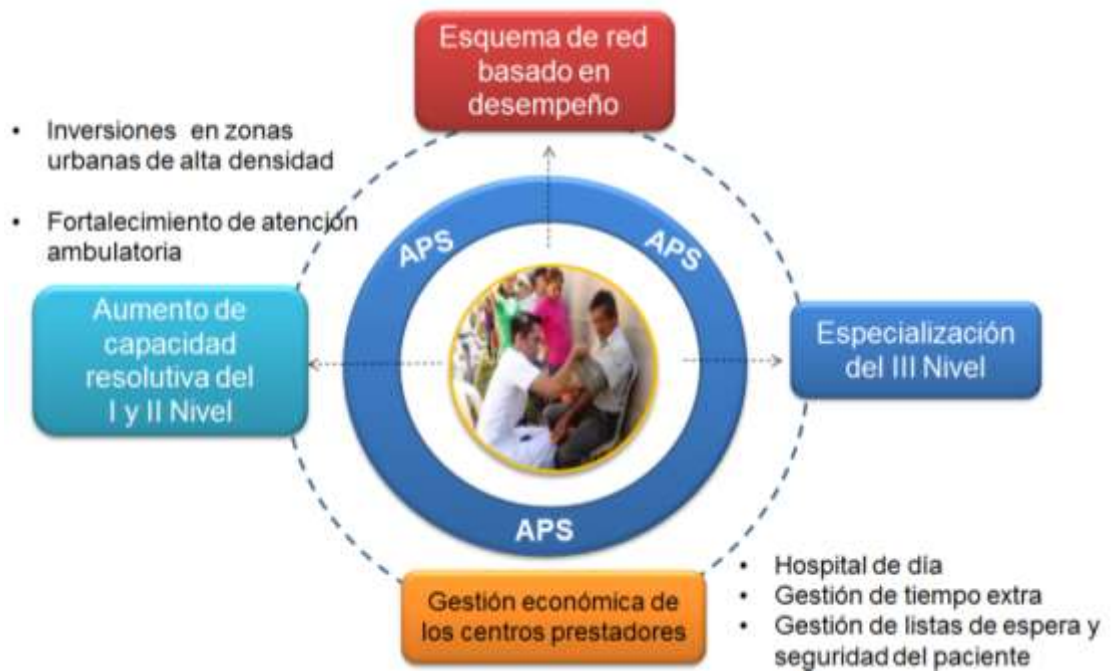 Esquema de red
basado en
desempeño
• Inversiones en zonas
urbanas de alta densidad
• Fortalecimiento de atención
ambulatoria
APS
APS
Aumento de
capacidad
resolutiva del
I y II Nivel
Especialización
del III Nivel
APS
Gestión económica de
los centros prestadores
• Hospital de día
• Gestión de tiempo extra
• Gestión de listas de espera y
seguridad del paciente